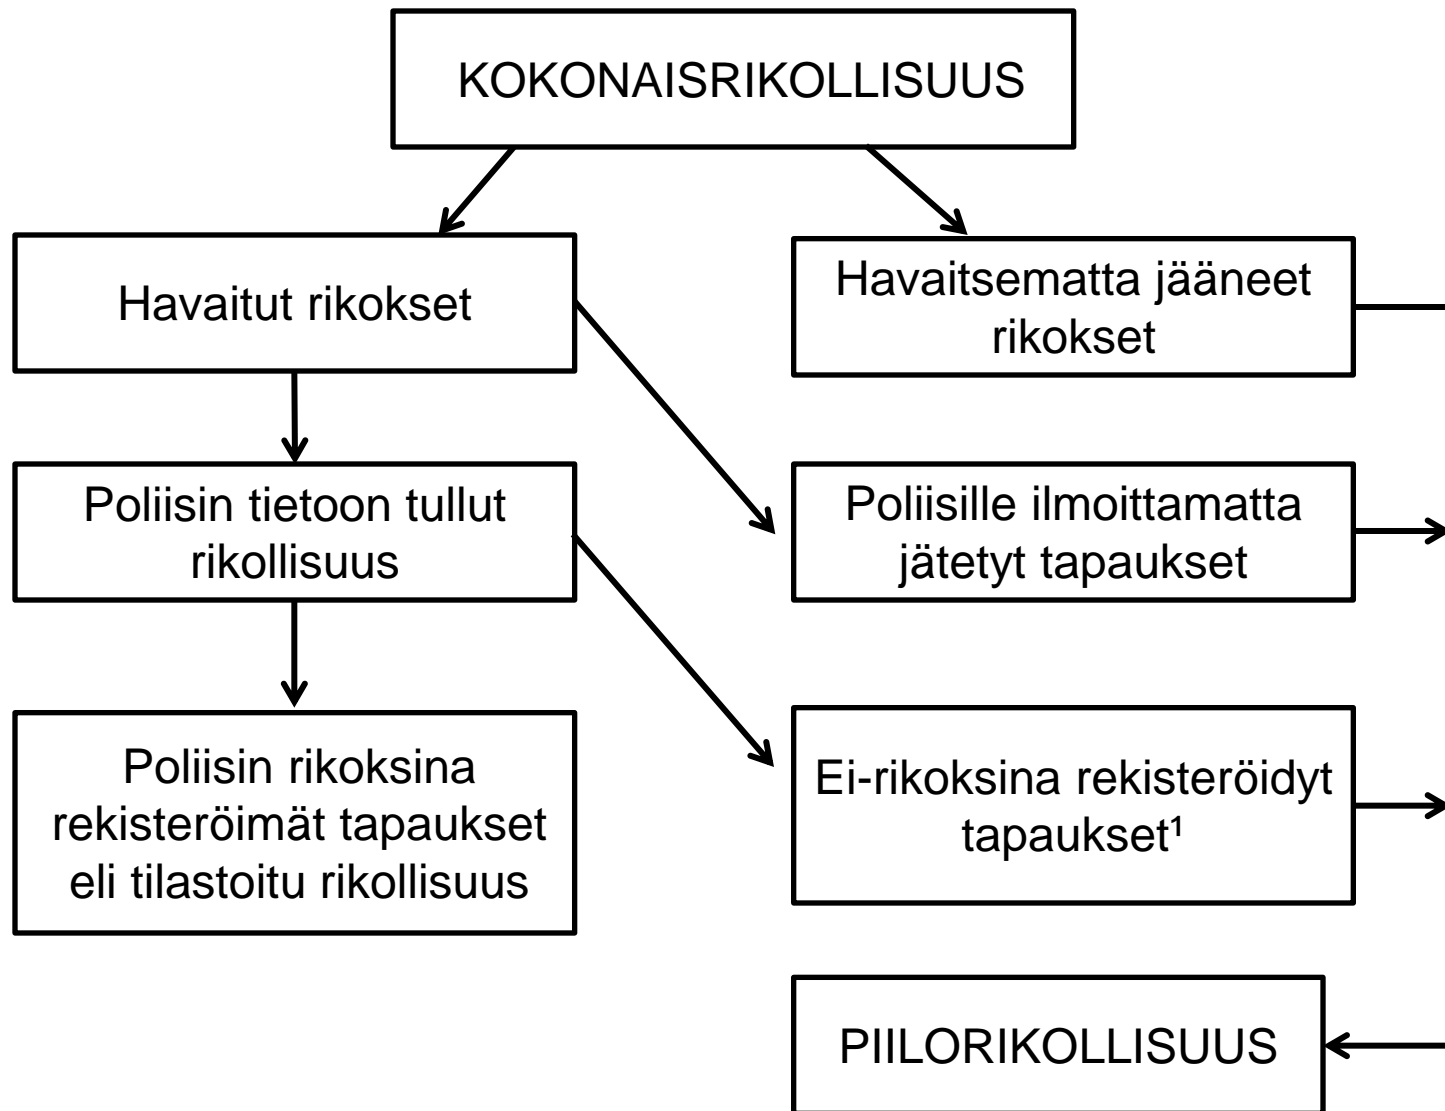 KOKONAISRIKOLLISUUS
Havaitut rikokset
Havaitsematta jääneet
rikokset
Poliisin tietoon tullut
rikollisuus
Poliisille ilmoittamatta
jätetyt tapaukset
Poliisin rikoksina
rekisteröimät tapaukset
eli tilastoitu rikollisuus
Ei-rikoksina rekisteröidyt
tapaukset¹
PIILORIKOLLISUUS